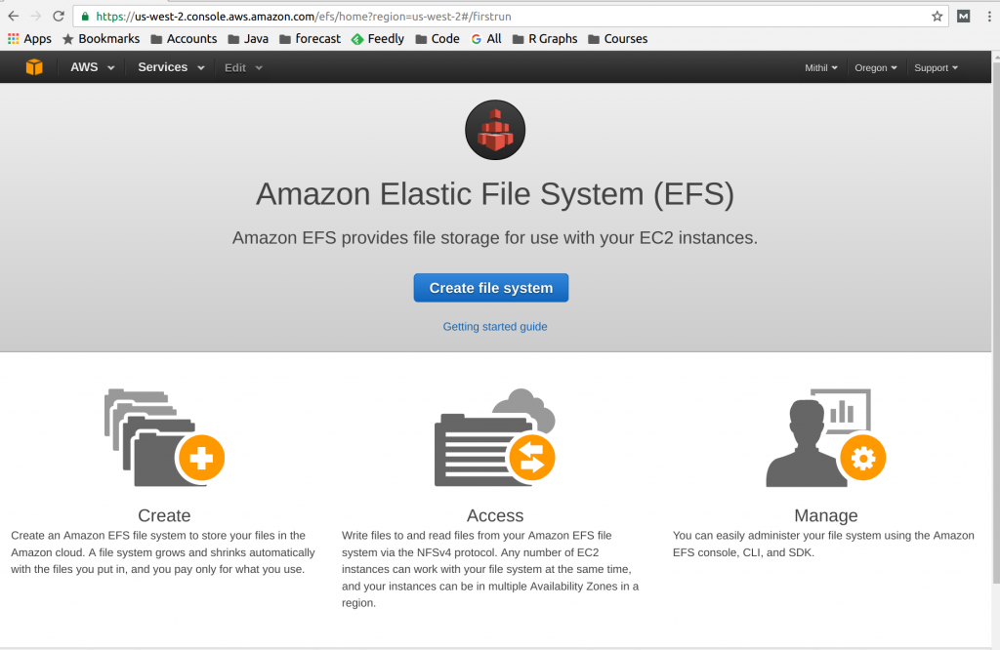 https://us-west-2.console.aws.amazon.com/efs/home?region=us-west-2#/firstrun
M
Apps Bookmarks Accounts Java forecast Feedly Code G All R Graphs Courses
AWS Services Edit Mithil Oregon Support
Amazon Elastic File System (EFS)
Amazon EFS provides file storage for use with your EC2 instances.
Create file system
Getting started guide
Create
Create an Amazon EFS file system to store your files in the
Amazon cloud. A file system grows and shrinks automatically
with the files you put in, and you pay only for what you use.
Access
Write files to and read files from your Amazon EFS file
system via the NFSv4 protocol. Any number of EC2
instances can work with your file system at the same time,
and your instances can be in multiple Availability Zones in a
region.
Manage
You can easily administer your file system using the Amazon
EFS console, CLI, and SDK.